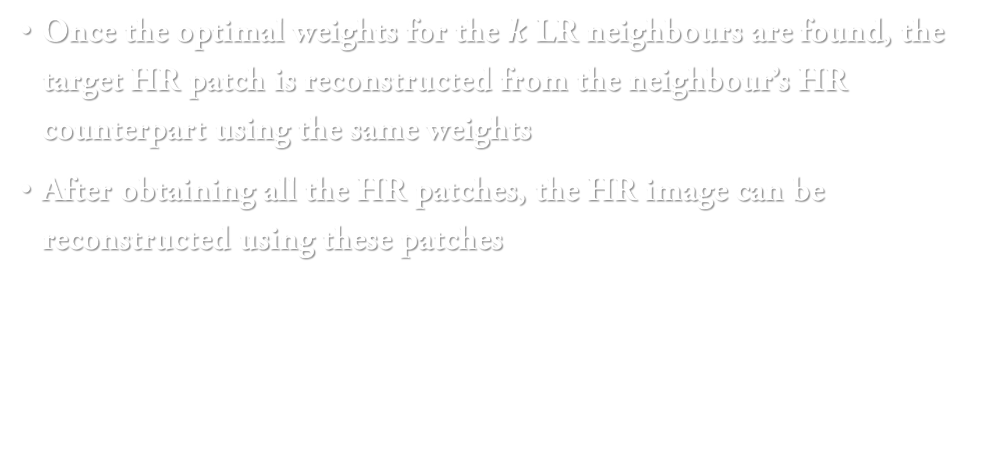 • Once the optimal weights for the k LR neighbours are found, the
target HR patch is reconstructed from the neighbour’s HR
counterpart using the same weights
• After obtaining all the HR patches, the HR image can be
reconstructed using these patches